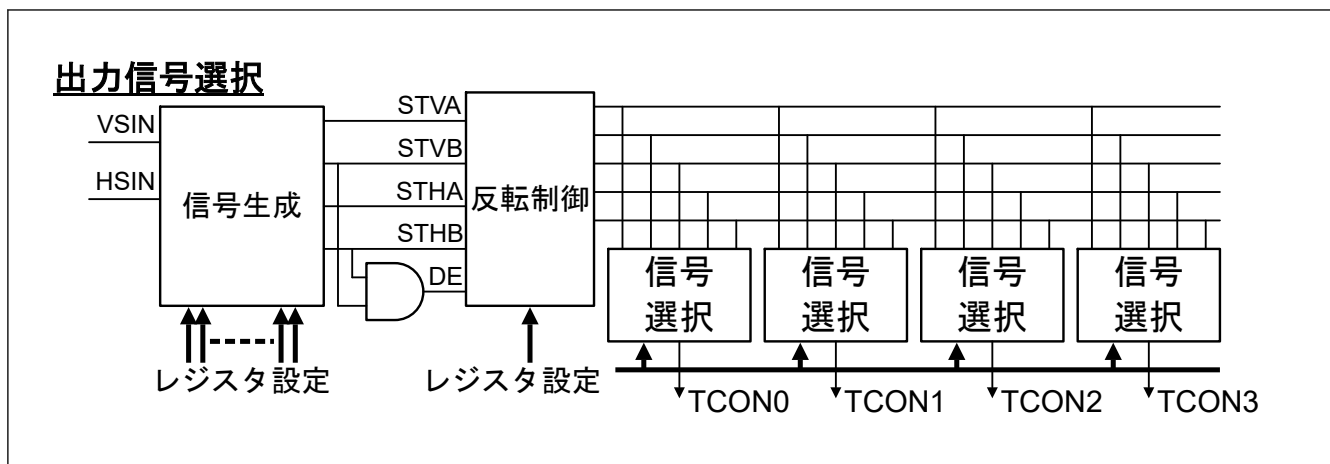 出力信号選択
VSIN
HSIN
信号生成
STVA
STVB
STHA
STHB
DE
反転制御
信号
選択
信号
選択
信号
選択
信号
選択
レジスタ設定
レジスタ設定
TCON0
TCON1
TCON2
TCON3